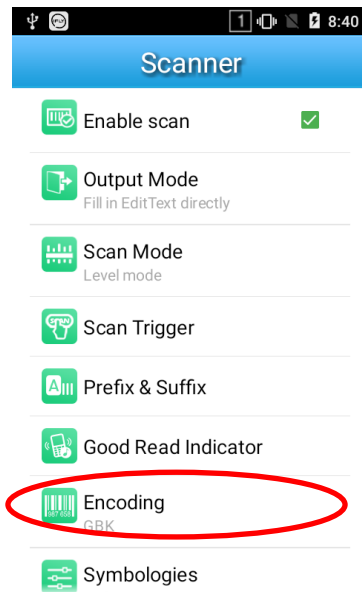 1 8:40
Scanner
Enable scan
Output Mode
Fill in EditText directly
Scan Mode
Level mode
Scan Trigger
Prefix & Suffix
Good Read Indicator
Encoding
GBK
Symbologies